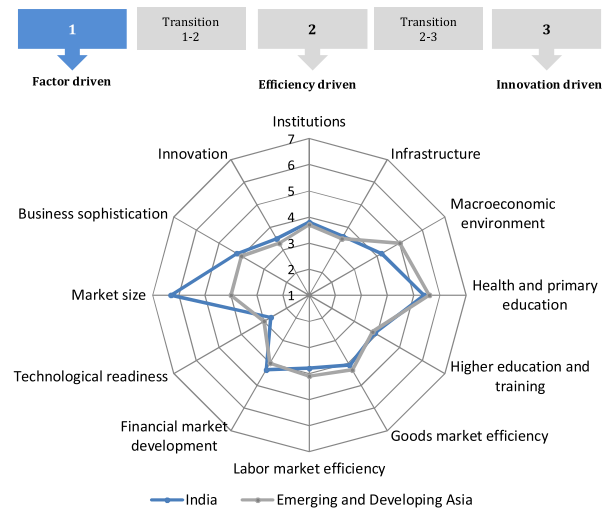 1
Transition
1-2
2
Transition
2-3
3
Factor driven
Efficiency driven
Innovation driven
Institutions
7
Innovation
Infrastructure
6
5
Business sophistication
Macroeconomic
environment
4
3
2
Market size
1
Health and primary
education
Technological readiness
Higher education and
training
Financial market
development
Goods market efficiency
Labor market efficiency
India
Emerging and Developing Asia